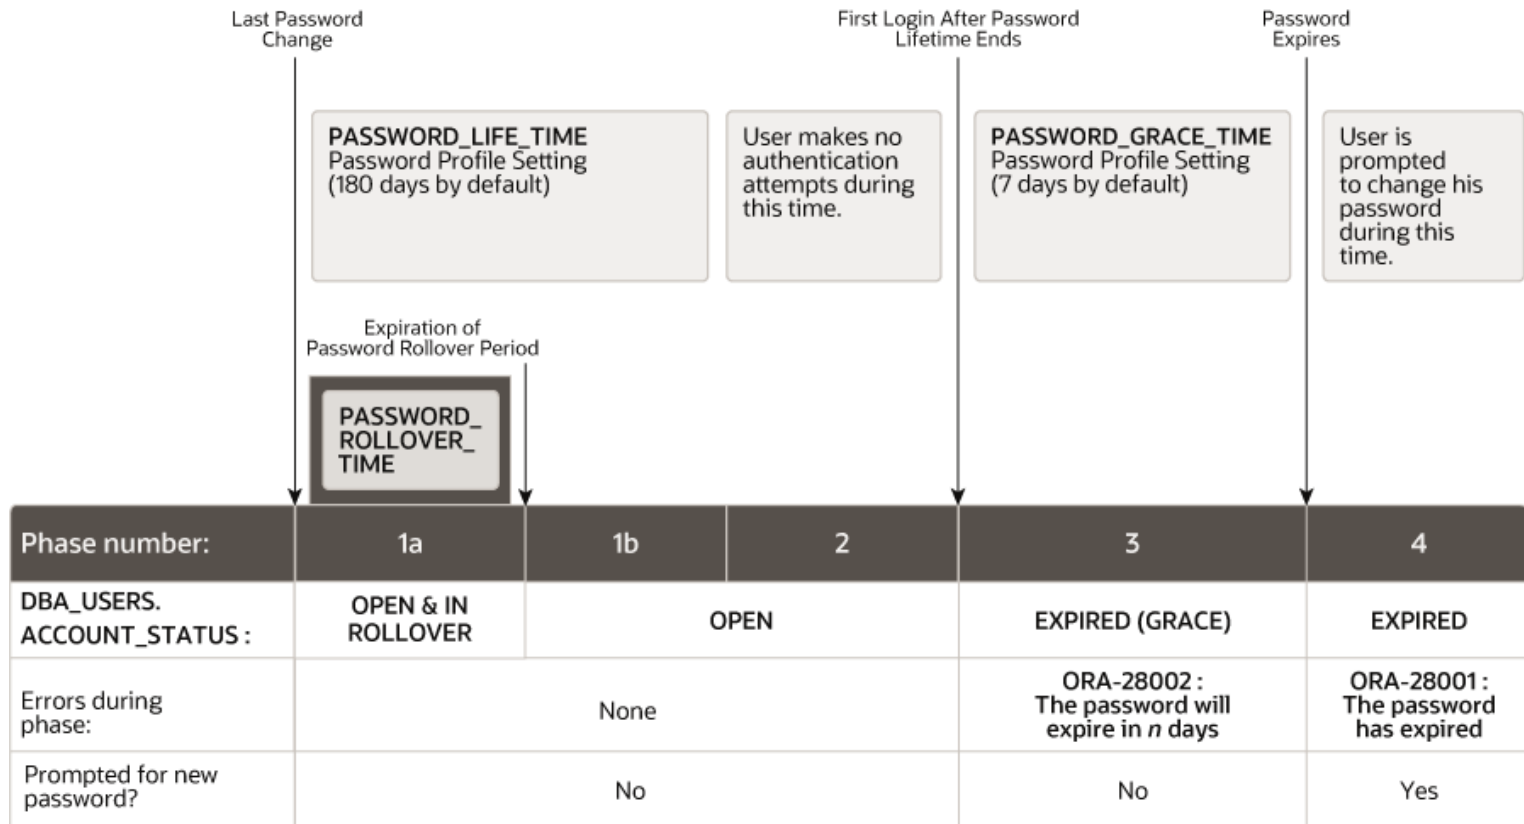 Last Password
Change
First Login After Password
Lifetime Ends
Password
Expires
PASSWORD_LIFE_TIME
Password Profile Setting
(180 days by default)
User makes no
authentication
attempts during
this time.
PASSWORD_GRACE_TIME
Password Profile Setting
(7 days by default)
User is
prompted
to change his
password
during this
time.
Expiration of
Password Rollover Period
PASSWORD_
ROLLOVER_
TIME
Phase number:
1a
1b
2
3
4
DBA_USERS.
ACCOUNT_STATUS :
OPEN & IN
ROLLOVER
OPEN
EXPIRED (GRACE)
EXPIRED
Errors during
phase:
None
ORA-28002 :
The password will
expire in n days
ORA-28001 :
The password
has expired
Prompted for new
password?
No
No
Yes